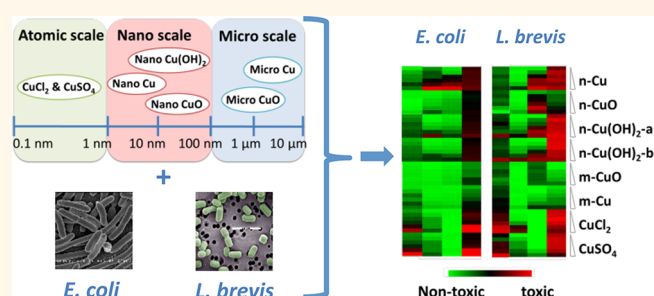 Atomic scale
Nano scale
Micro scale
CuCl₂ & CuSO₄
Nano Cu(OH)₂
Nano Cu
Nano CuO
Micro Cu
Micro CuO
0.1 nm
1 nm
10 nm
100 nm
1 μm
10 μm
+
E. coli
L. brevis
E. coli
L. brevis
n-Cu
n-CuO
n-Cu(OH)₂-a
n-Cu(OH)₂-b
m-CuO
m-Cu
CuCl₂
CuSO₄
Non-toxic
toxic